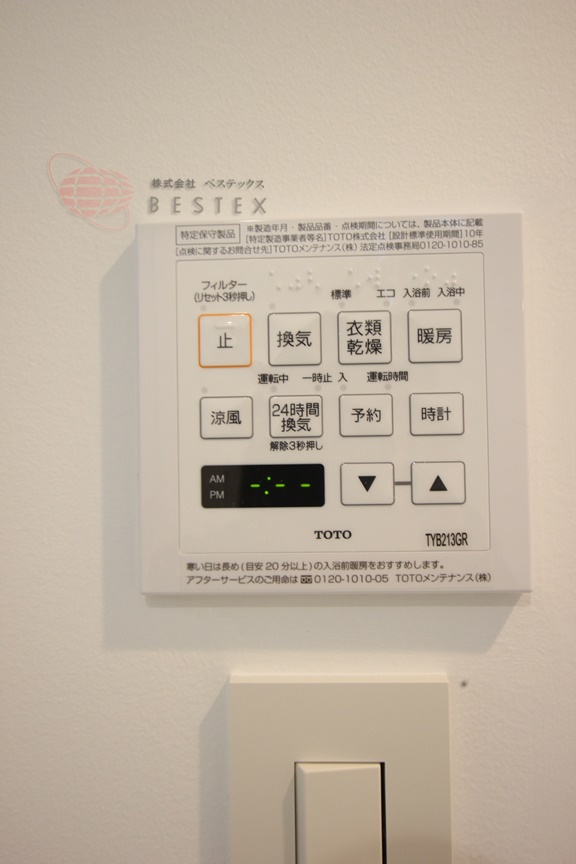 株式会社 ベステックス
BESTEX
特定保守製品
※製造年月・製品品番・点検期間については、製品本体に記載
[特定製造事業者等名]TOTO株式会社 [設計標準使用期間]10年
[点検に関するお問合せ先]TOTOメンテナンス(株) 法定点検事務局0120-1010-85
フィルター
(リセット3秒押し)
標準 エコ 入浴前 入浴中
止 換気 衣類乾燥 暖房
運転中 一時止 入 運転時間
涼風 24時間換気 予約 時計
解除3秒押し
AM
PM
-:- -
▼ ▲
TOTO
TYB213GR
寒い日は長め(目安20分以上)の入浴前暖房をおすすめします。
アフターサービスのご用命は 0120-1010-05 TOTOメンテナンス(株)